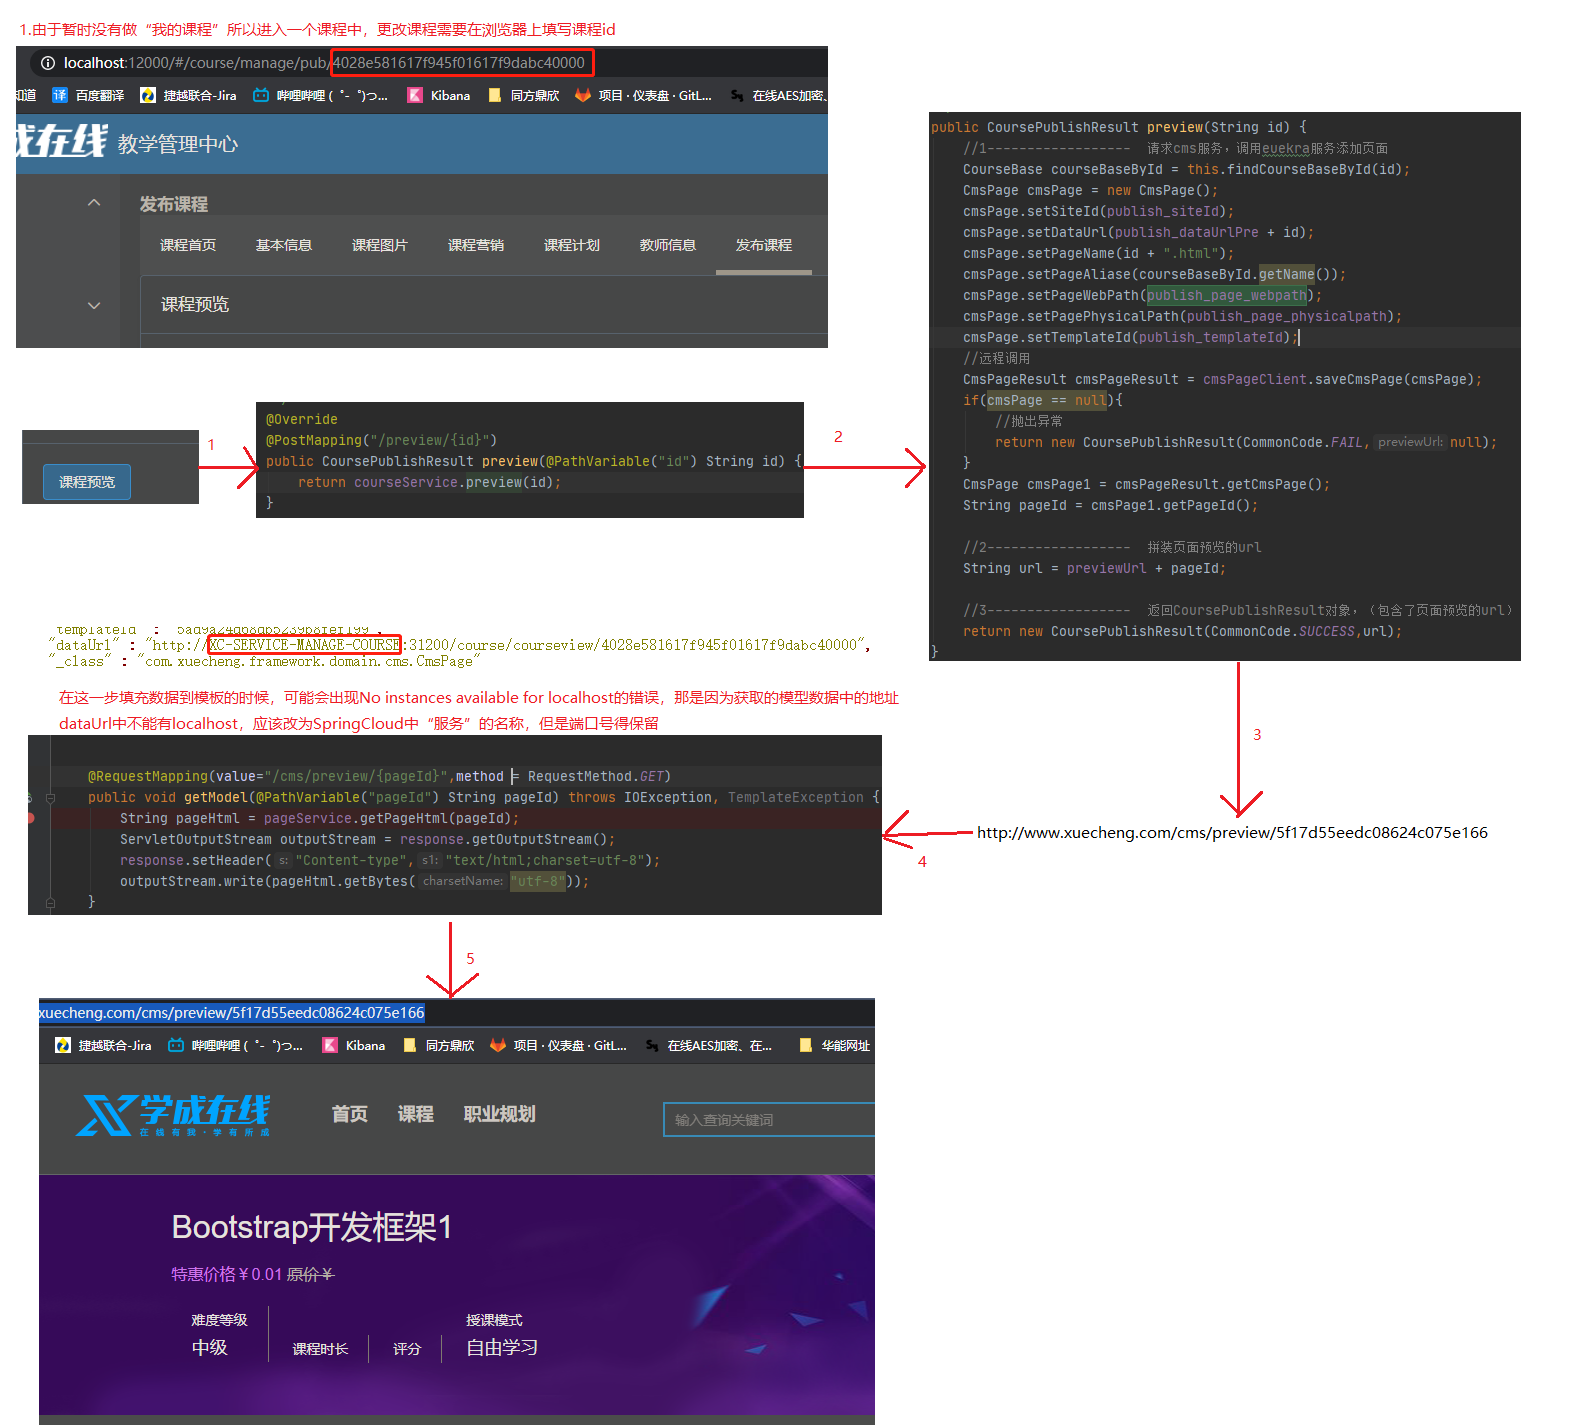 1.由于暂时没有做“我的课程”所以进入一个课程中，更改课程需要在浏览器上填写课程id
localhost:12000/#/course/manage/pub/4028e581617f945f01617f9dabc40000
知道 译 百度翻译 捷越联合-Jira 哔哩哔哩 ( ゜- ゜)つ... Kibana 同方鼎欣 项目 · 仪表盘 · GitL... 在线AES加密、
成在线 教学管理中心
发布课程
课程首页 基本信息 课程图片 课程营销 课程计划 教师信息 发布课程
课程预览
public CoursePublishResult preview(String id) {
//1------------------ 请求cms服务，调用euekra服务添加页面
CourseBase courseBaseById = this.findCourseBaseById(id);
CmsPage cmsPage = new CmsPage();
cmsPage.setSiteId(publish_siteId);
cmsPage.setDataUrl(publish_dataUrlPre + id);
cmsPage.setPageName(id + ".html");
cmsPage.setPageAliase(courseBaseById.getName());
cmsPage.setPageWebPath(publish_page_webpath);
cmsPage.setPagePhysicalPath(publish_page_physicalpath);
cmsPage.setTemplateId(publish_templateId);
//远程调用
CmsPageResult cmsPageResult = cmsPageClient.saveCmsPage(cmsPage);
if(cmsPage == null){
//抛出异常
return new CoursePublishResult(CommonCode.FAIL, previewUrl: null);
}
CmsPage cmsPage1 = cmsPageResult.getCmsPage();
String pageId = cmsPage1.getPageId();
//2------------------ 拼装页面预览的url
String url = previewUrl + pageId;
//3------------------ 返回CoursePublishResult对象，（包含了页面预览的url）
return new CoursePublishResult(CommonCode.SUCCESS,url);
}
课程预览
1
@Override
@PostMapping("/preview/{id}")
public CoursePublishResult preview(@PathVariable("id") String id) {
return courseService.preview(id);
}
2
"templateId" : "5ad9a24d68db5239b8fef199",
"dataUrl" : "http://XC-SERVICE-MANAGE-COURSE:31200/course/courseview/4028e581617f945f01617f9dabc40000",
"_class" : "com.xuecheng.framework.domain.cms.CmsPage"
在这一步填充数据到模板的时候，可能会出现No instances available for localhost的错误，那是因为获取的模型数据中的地址
dataUrl中不能有localhost，应该改为SpringCloud中“服务”的名称，但是端口号得保留
3
@RequestMapping(value="/cms/preview/{pageId}",method = RequestMethod.GET)
public void getModel(@PathVariable("pageId") String pageId) throws IOException, TemplateException {
String pageHtml = pageService.getPageHtml(pageId);
ServletOutputStream outputStream = response.getOutputStream();
response.setHeader( s: "Content-type", s1: "text/html;charset=utf-8");
outputStream.write(pageHtml.getBytes( charsetName: "utf-8"));
}
http://www.xuecheng.com/cms/preview/5f17d55eedc08624c075e166
4
5
xuecheng.com/cms/preview/5f17d55eedc08624c075e166
捷越联合-Jira 哔哩哔哩 ( ゜- ゜)つ... Kibana 同方鼎欣 项目 · 仪表盘 · GitL... 在线AES加密、在... 华能网址
学成在线 首页 课程 职业规划 输入查询关键词
在线有我·学有所成
Bootstrap开发框架1
特惠价格￥0.01 原价￥
难度等级 授课模式
中级 课程时长 评分 自由学习